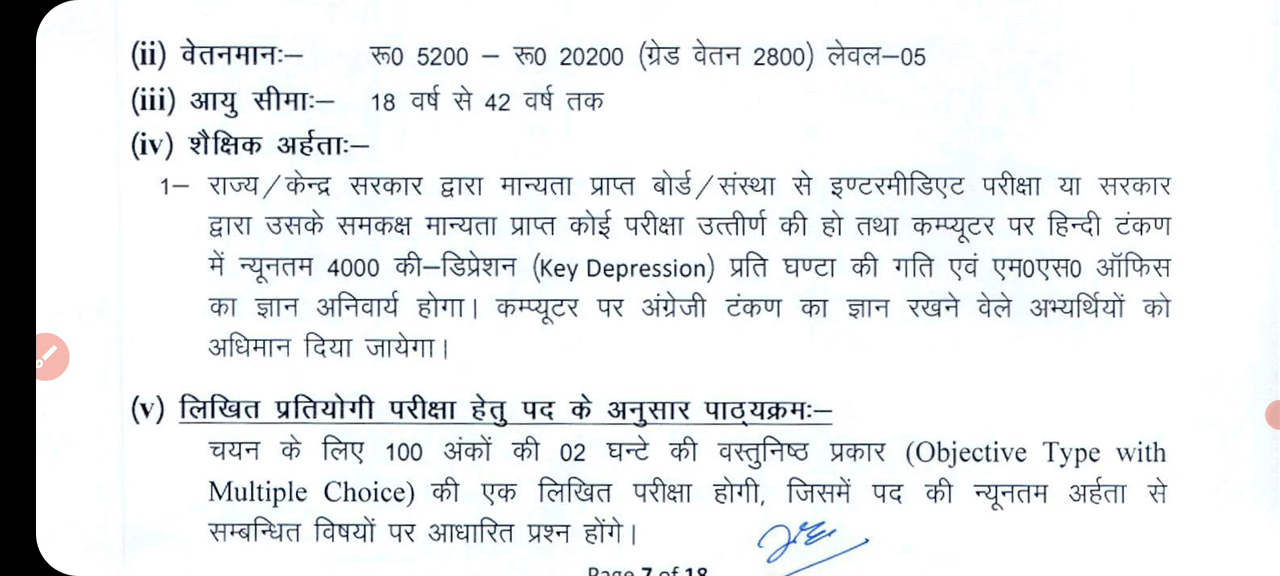 (ii) वेतनमानः– रू0 5200 – रू0 20200 (ग्रेड वेतन 2800) लेवल–05
(iii) आयु सीमाः– 18 वर्ष से 42 वर्ष तक
(iv) शैक्षिक अर्हताः–
1– राज्य/केन्द्र सरकार द्वारा मान्यता प्राप्त बोर्ड/संस्था से इण्टरमीडिएट परीक्षा या सरकार
द्वारा उसके समकक्ष मान्यता प्राप्त कोई परीक्षा उत्तीर्ण की हो तथा कम्प्यूटर पर हिन्दी टंकण
में न्यूनतम 4000 की–डिप्रेशन (Key Depression) प्रति घण्टा की गति एवं एम0एस0 ऑफिस
का ज्ञान अनिवार्य होगा। कम्प्यूटर पर अंग्रेजी टंकण का ज्ञान रखने वेले अभ्यर्थियों को
अधिमान दिया जायेगा।
(v) लिखित प्रतियोगी परीक्षा हेतु पद के अनुसार पाठ्यक्रमः–
चयन के लिए 100 अंकों की 02 घन्टे की वस्तुनिष्ठ प्रकार (Objective Type with
Multiple Choice) की एक लिखित परीक्षा होगी, जिसमें पद की न्यूनतम अर्हता से
सम्बन्धित विषयों पर आधारित प्रश्न होंगे।
Page 7 of 18